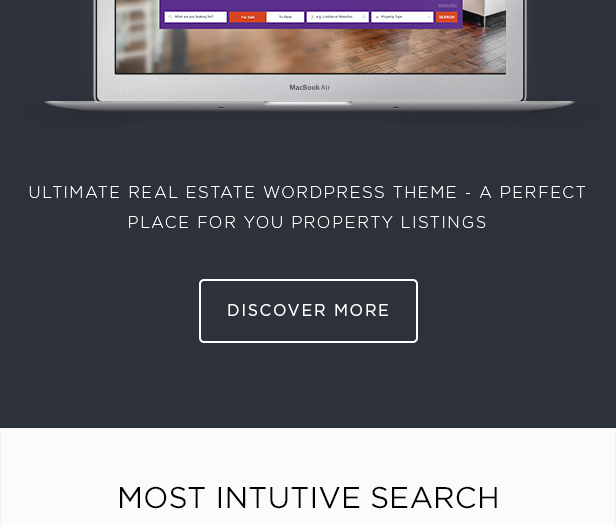 What are you looking for?
For Sale
To Rent
e.g. London or Waterloo
Property Type
SEARCH
MacBook Air
ULTIMATE REAL ESTATE WORDPRESS THEME - A PERFECT
PLACE FOR YOU PROPERTY LISTINGS
DISCOVER MORE
MOST INTUTIVE SEARCH